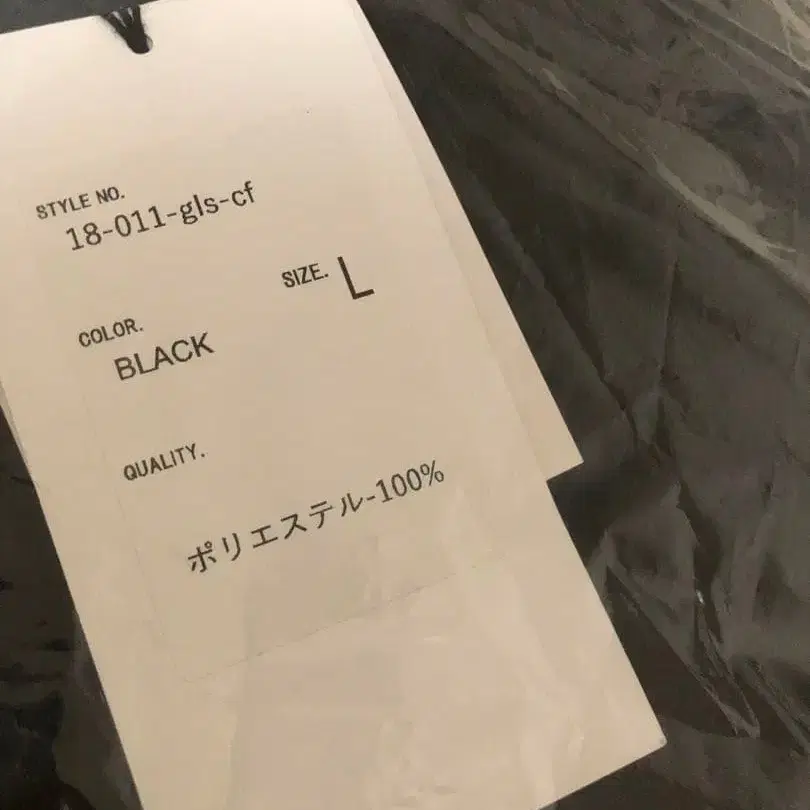 STYLE NO.
18-011-gls-cf
SIZE. L
COLOR.
BLACK
QUALITY.
ポリエステル-100%